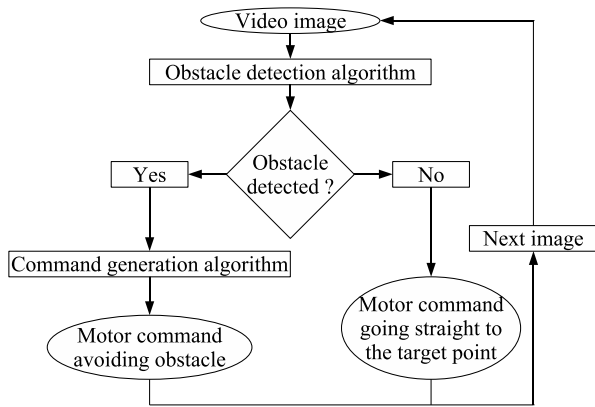 Video image
Obstacle detection algorithm
Obstacle
detected ?
Yes
No
Next image
Command generation algorithm
Motor command
avoiding obstacle
Motor command
going straight to
the target point